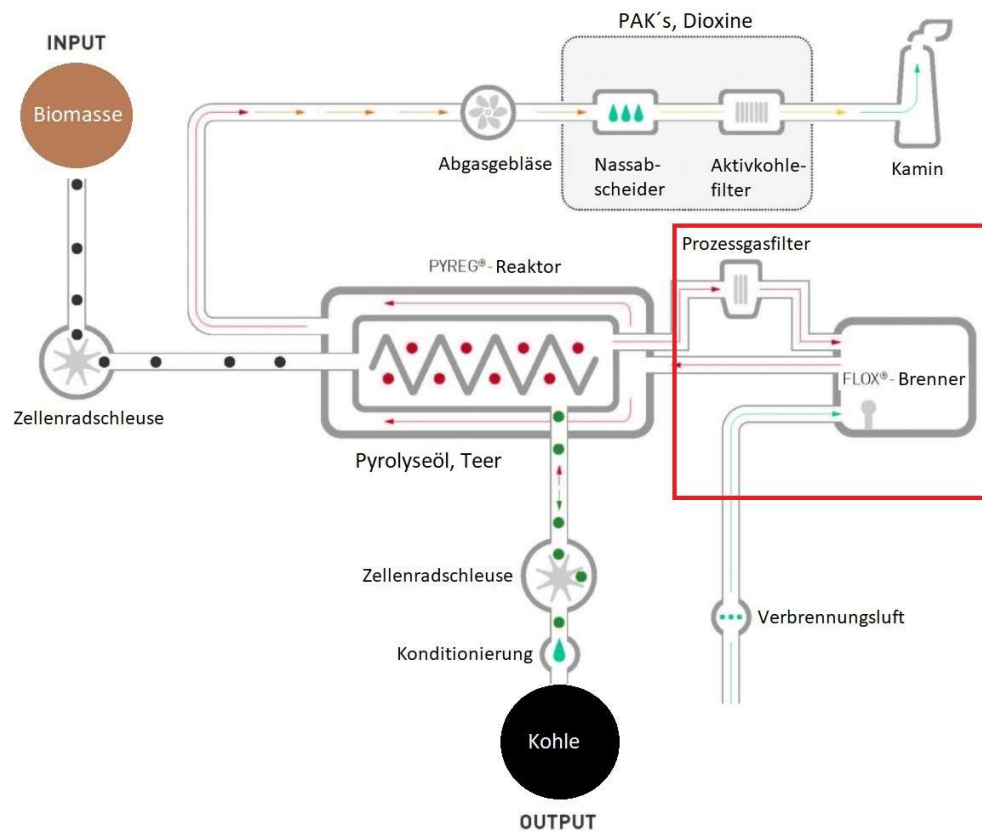 PAK´s, Dioxine
INPUT
Biomasse
Abgasgebläse
Nassab-
scheider
Aktivkohle-
filter
Kamin
Prozessgasfilter
PYREG®-Reaktor
FLOX®-Brenner
Zellenradschleuse
Pyrolyseöl, Teer
Zellenradschleuse
Verbrennungsluft
Konditionierung
Kohle
OUTPUT